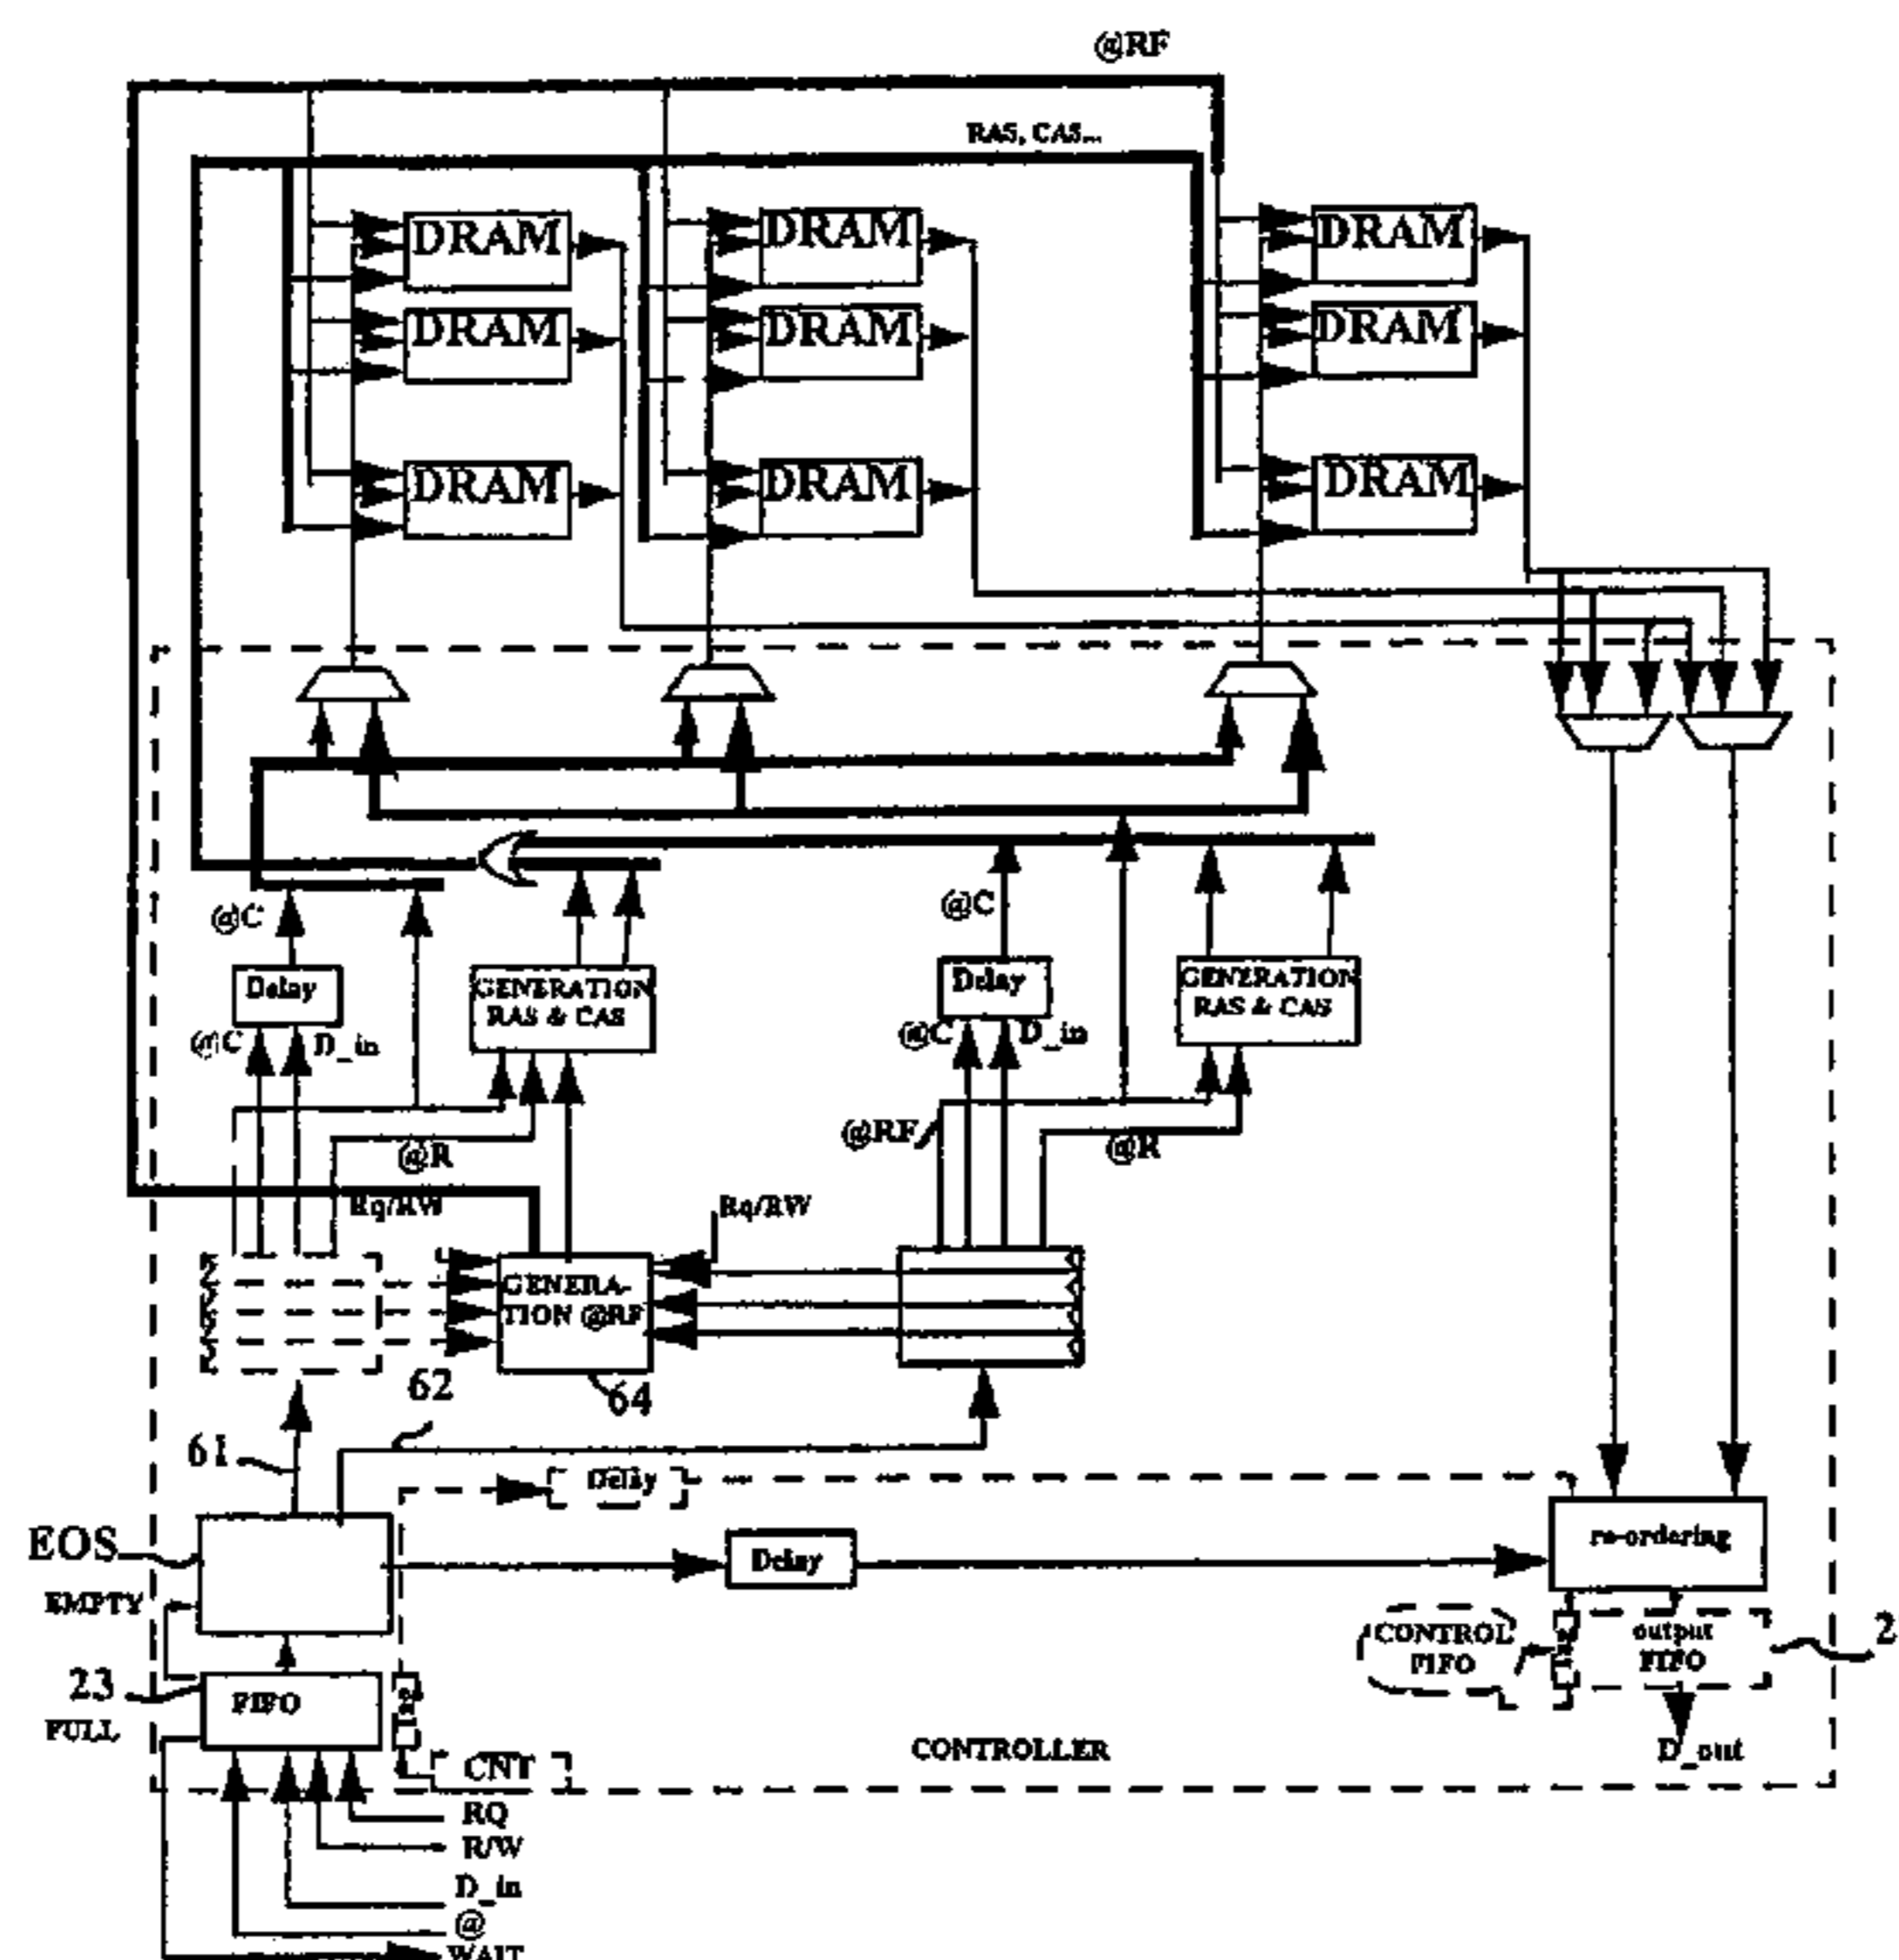 @RF
RAS, CAS...
DRAM DRAM DRAM
DRAM DRAM DRAM
DRAM DRAM DRAM
@C @C
Delay GENERATION RAS & CAS Delay GENERATION RAS & CAS
@C D_in @C D_in
@R @RF @R
Rq/RW Rq/RW
GENERA-
TION @RF
62 64
61
Delay
EOS Delay re-ordering
EMPTY
CONTROL FIFO output FIFO 2
23 FIFO
FULL
CNT CONTROLLER D_out
RQ
R/W
D_in
@
WAIT